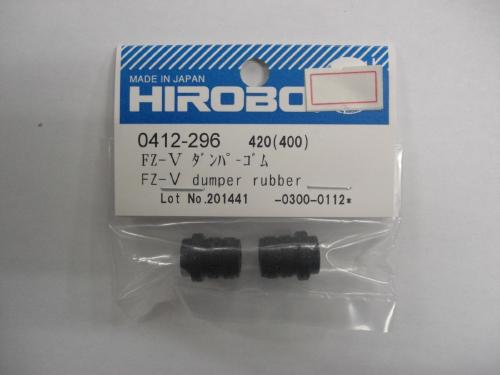 MADE IN JAPAN
HIROBO
0412-296 420(400)
FZ-V ダンパｰゴム
FZ-V dumper rubber
Lot No.201441 -0300-0112*